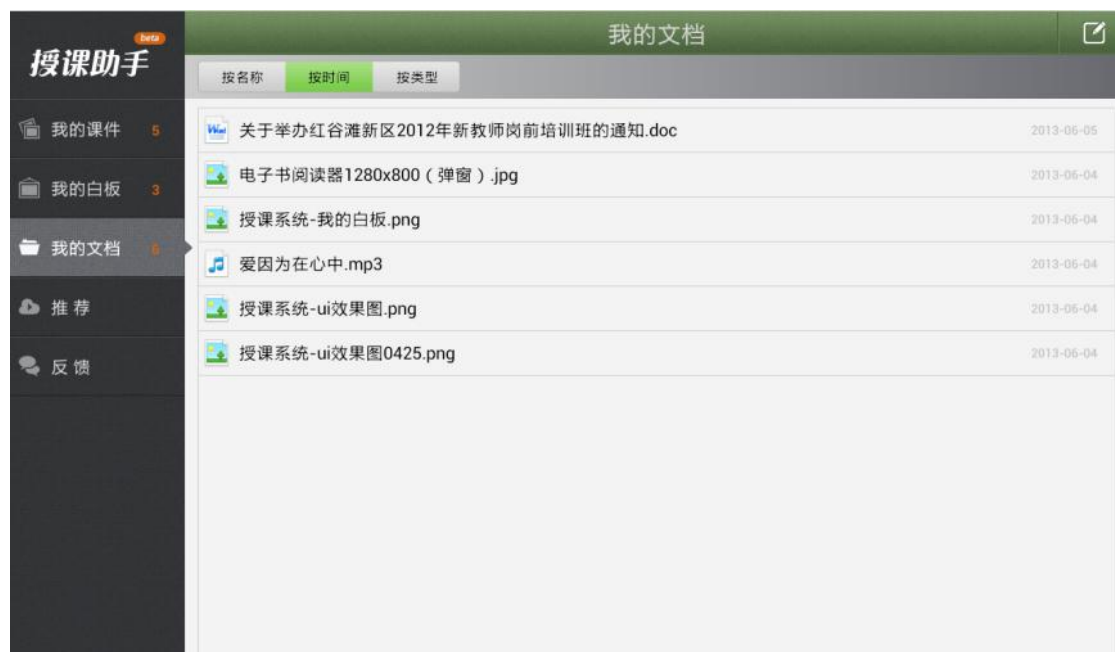 beta
授课助手
我的课件 5
我的白板 3
我的文档 6
推荐
反馈
我的文档
按名称 按时间 按类型
关于举办红谷滩新区2012年新教师岗前培训班的通知.doc 2013-06-05
电子书阅读器1280x800（弹窗）.jpg 2013-06-04
授课系统-我的白板.png 2013-06-04
爱因为在心中.mp3 2013-06-04
授课系统-ui效果图.png 2013-06-04
授课系统-ui效果图0425.png 2013-06-04